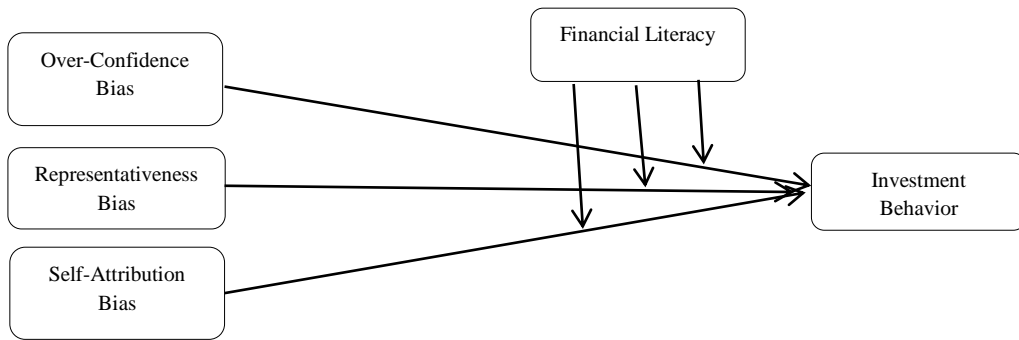 Financial Literacy
Over-Confidence
Bias
Representativeness
Bias
Investment
Behavior
Self-Attribution
Bias